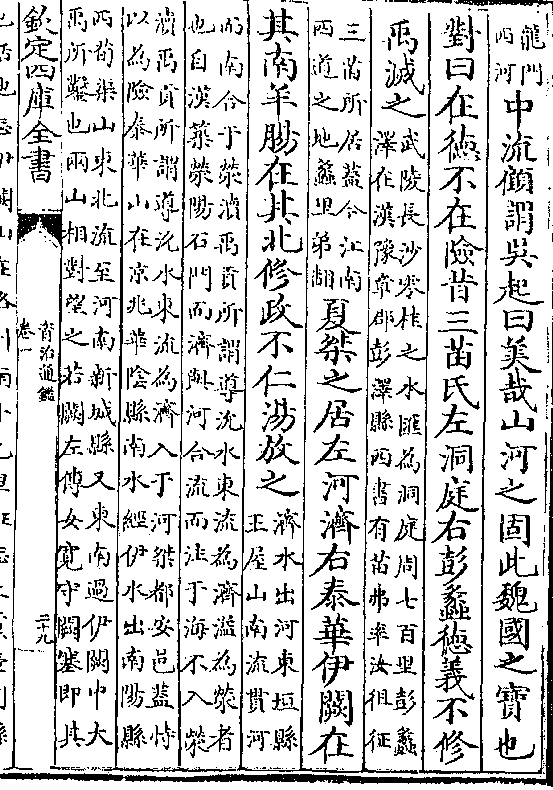 龍門
西河
中流顧謂吳起曰美哉山河之固此魏國之寶也
對曰在德不在險昔三苗氏左洞庭右彭蠡德義不修
禹滅之
武陵長沙零桂之水匯為洞庭周七百里彭蠡
澤在漢豫章郡彭澤縣西書有苗弗率汝徂征
三苗所居蓋今江南
西道之地蠡里弟翻
夏桀之居左河濟右泰華伊闕在
其南羊腸在其北修政不仁湯放之
濟水出河東垣縣
王屋山南流貫河
而南合于滎瀆禹貢所謂導沇水東流為濟溢為滎者
也自漢築滎陽石門而濟與河合流而注于海不入滎
瀆禹貢所謂導沇水東流為濟入于河桀都安邑蓋恃
以為險泰華山在京兆華陰縣南水經伊水出南陽縣
西荀渠山東北流至河南新城縣又東南過伊闕中大
禹所鑿也兩山相對望之若闕左傳女寬守闕塞即其
欽定四庫全書
資治通鑑
卷一
二十九